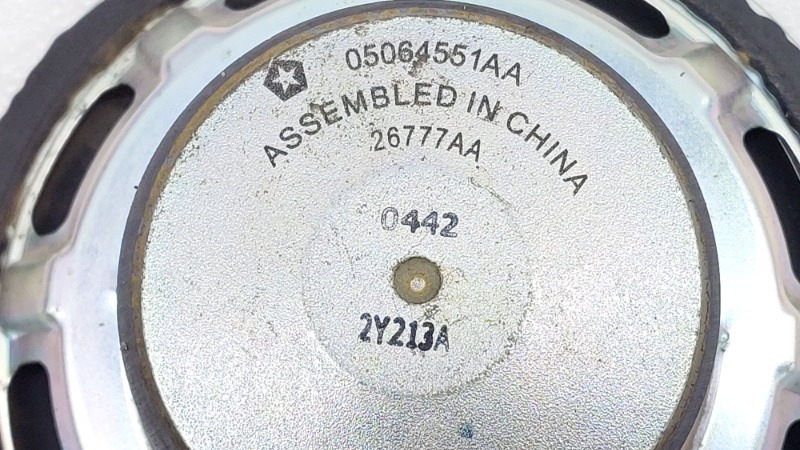 05064551AA
ASSEMBLED IN CHINA
26777AA
0442
2Y213A